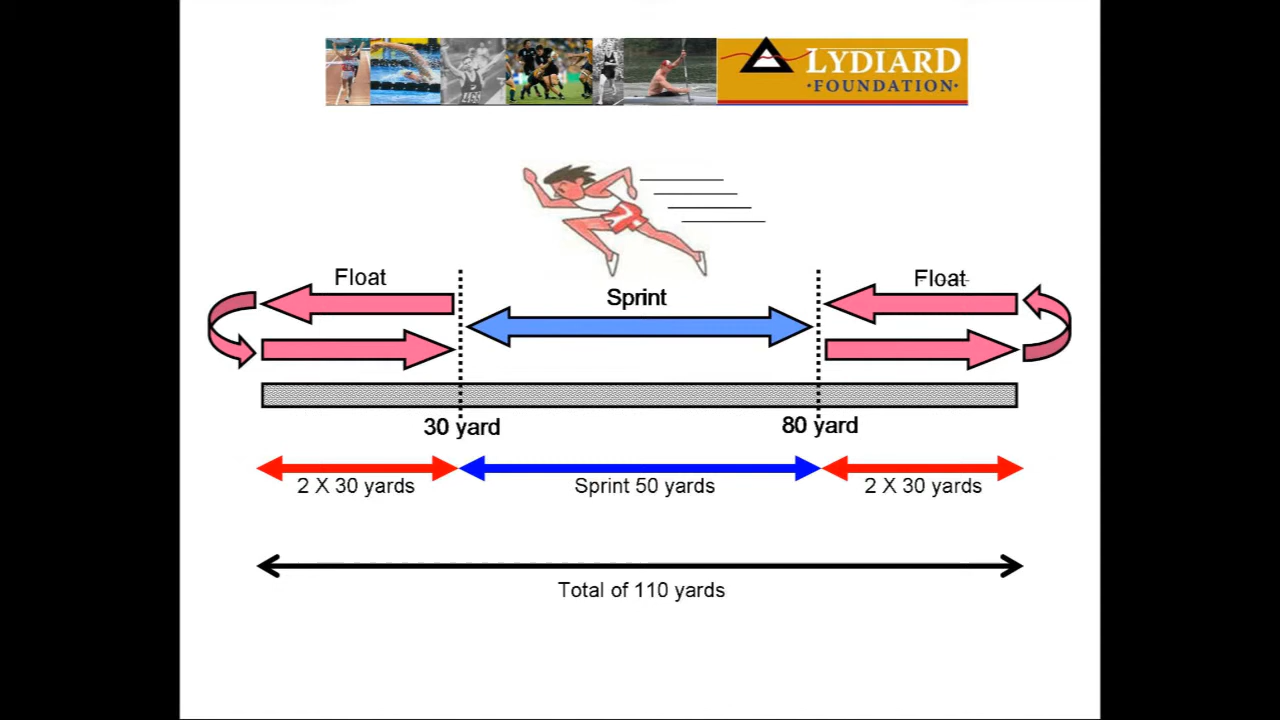 LYDIARD
·FOUNDATION·
Float
Float
Sprint
30 yard
80 yard
2 X 30 yards
Sprint 50 yards
2 X 30 yards
Total of 110 yards